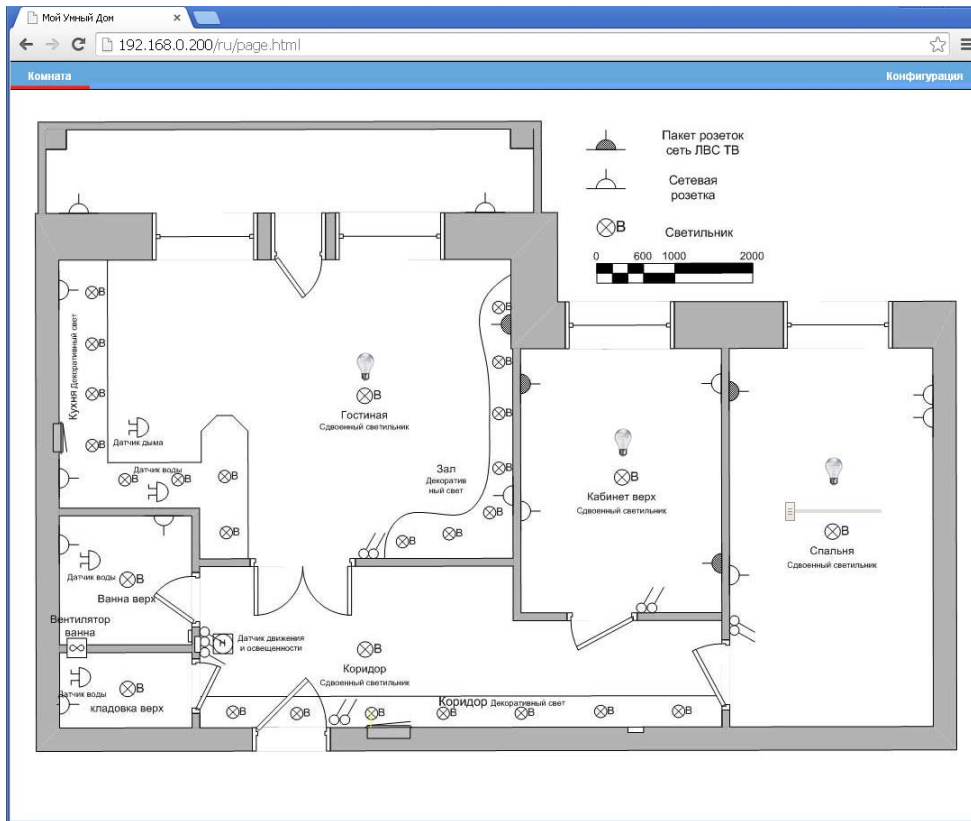 Мой Умный Дом
192.168.0.200/ru/page.html
Комната
Конфигурация
Пакет розеток
сеть ЛВС ТВ
Сетевая
розетка
В
Светильник
0 600 1000 2000
В
В
В
В
Кухня Декоративный свет
В
В
В
В
В
Гостиная
Сдвоенный светильник
Датчик дыма
Датчик воды
В
В
В
В
Зал
Декоратив
ный свет
В
В
В
В
Кабинет верх
Сдвоенный светильник
В
Спальня
Сдвоенный светильник
Датчик воды
В
Ванна верх
Вентилятор
ванна
Н
Датчик движения
и освещенности
В
Коридор
Сдвоенный светильник
Датчик воды
В
кладовка верх
Коридор Декоративный свет
В
В
В
В
В
В
В